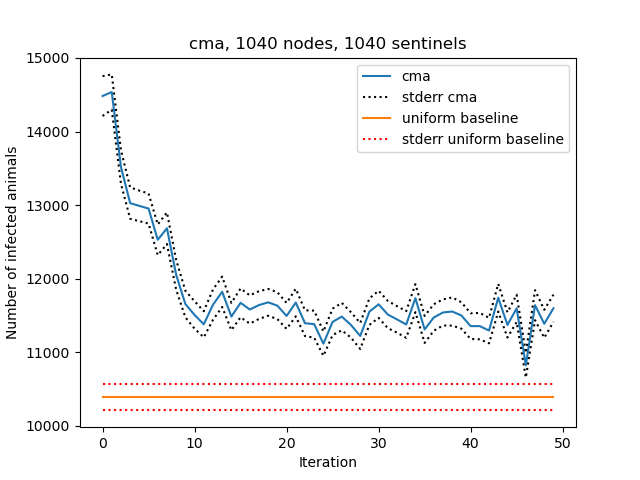 cma, 1040 nodes, 1040 sentinels
cma
stderr cma
uniform baseline
stderr uniform baseline
Number of infected animals
15000
14000
13000
12000
11000
10000
0 10 20 30 40 50
Iteration